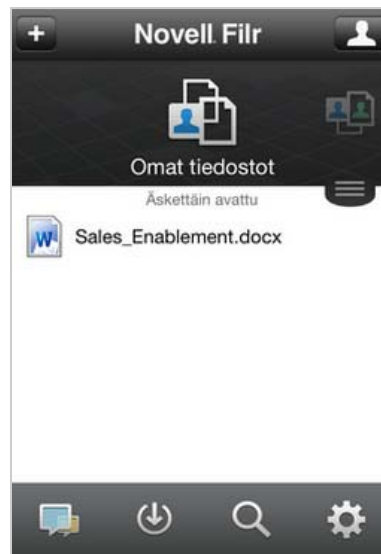 Novell Filr
Omat tiedostot
Äskettäin avattu
Sales_Enablement.docx